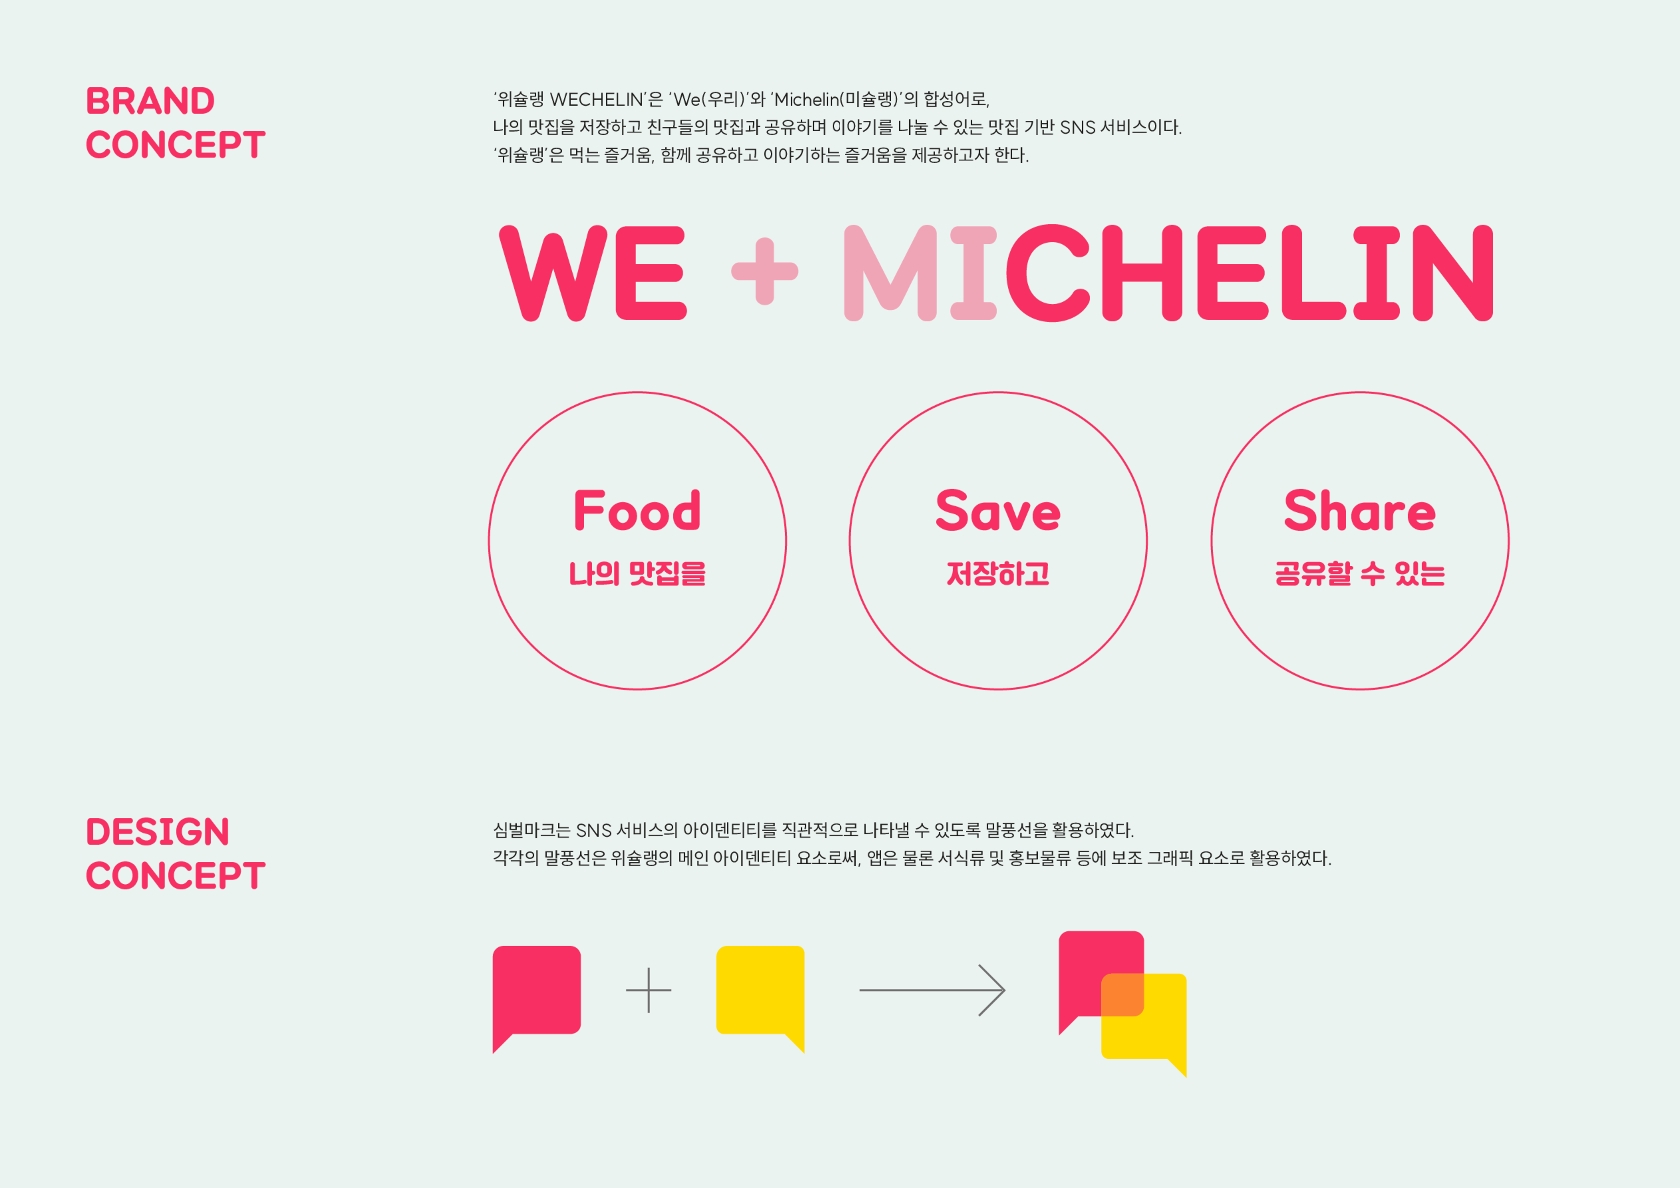 BRAND
CONCEPT
‘위슐랭 WECHELIN’은 ‘We(우리)’와 ‘Michelin(미슐랭)’의 합성어로,
나의 맛집을 저장하고 친구들의 맛집과 공유하며 이야기를 나눌 수 있는 맛집 기반 SNS 서비스이다.
‘위슐랭’은 먹는 즐거움, 함께 공유하고 이야기하는 즐거움을 제공하고자 한다.
WE + MICHELIN
Food
나의 맛집을
Save
저장하고
Share
공유할 수 있는
DESIGN
CONCEPT
심벌마크는 SNS 서비스의 아이덴티티를 직관적으로 나타낼 수 있도록 말풍선을 활용하였다.
각각의 말풍선은 위슐랭의 메인 아이덴티티 요소로써, 앱은 물론 서식류 및 홍보물류 등에 보조 그래픽 요소로 활용하였다.